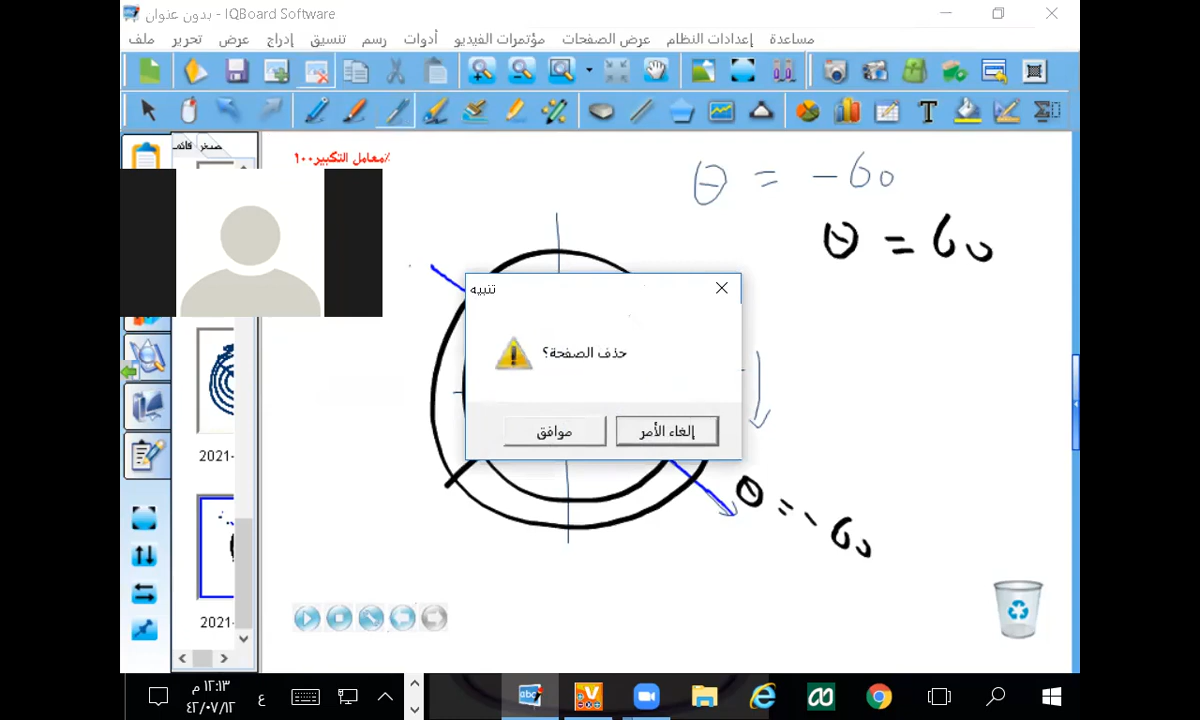 بدون عنوان - IQBoard Software
ملف تحرير عرض إدراج تنسيق رسم أدوات مؤتمرات الفيديو عرض الصفحات إعدادات النظام مساعدة
معامل التكبير١٠٠٪
θ = -60
θ = 60
تنبيه
حذف الصفحة؟
إلغاء الأمر
موافق
θ = -60
2021-
2021-
١٢:١٣ م
٤٢/٠٧/١٢
ع